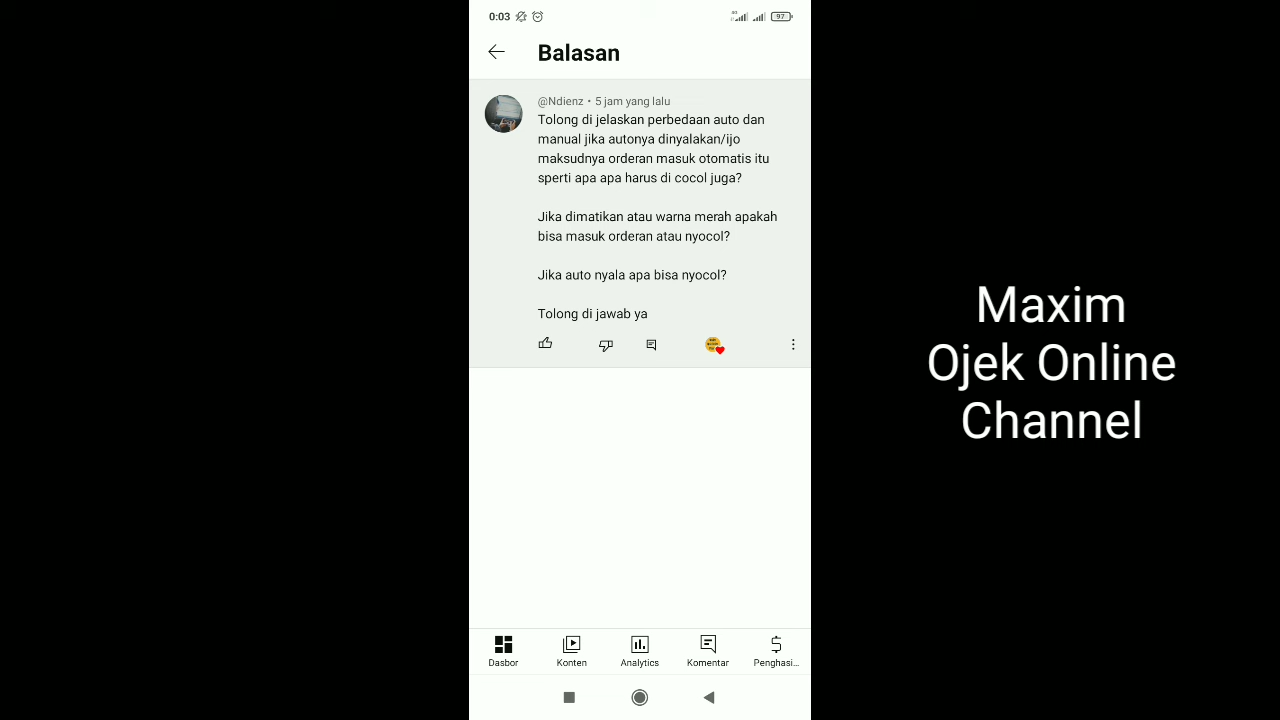 0:03
97
Balasan
@Ndienz • 5 jam yang lalu
Tolong di jelaskan perbedaan auto dan
manual jika autonya dinyalakan/ijo
maksudnya orderan masuk otomatis itu
sperti apa apa harus di cocol juga?
Jika dimatikan atau warna merah apakah
bisa masuk orderan atau nyocol?
Jika auto nyala apa bisa nyocol?
Tolong di jawab ya
Maxim
Ojek Online
Channel
Dasbor
Konten
Analytics
Komentar
Penghasi...